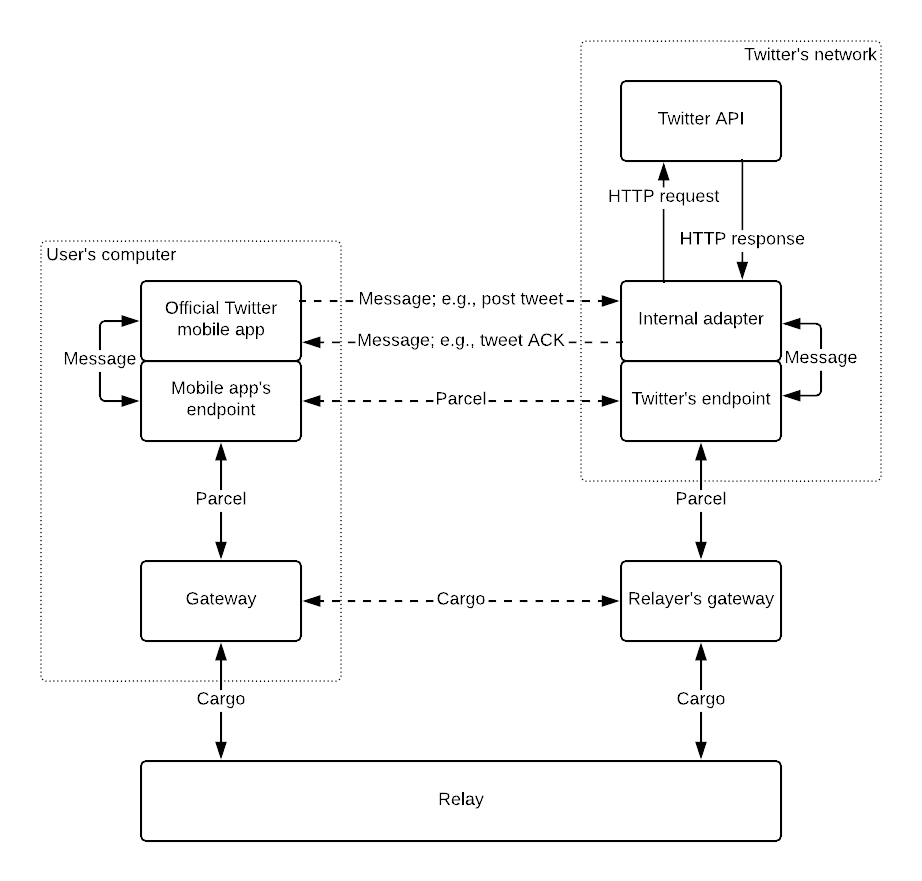 Twitter's network
Twitter API
HTTP request
HTTP response
User's computer
Official Twitter
mobile app
Message; e.g., post tweet
Internal adapter
Message; e.g., tweet ACK
Message
Message
Mobile app's
endpoint
Parcel
Twitter's endpoint
Parcel
Parcel
Gateway
Cargo
Relayer's gateway
Cargo
Cargo
Relay